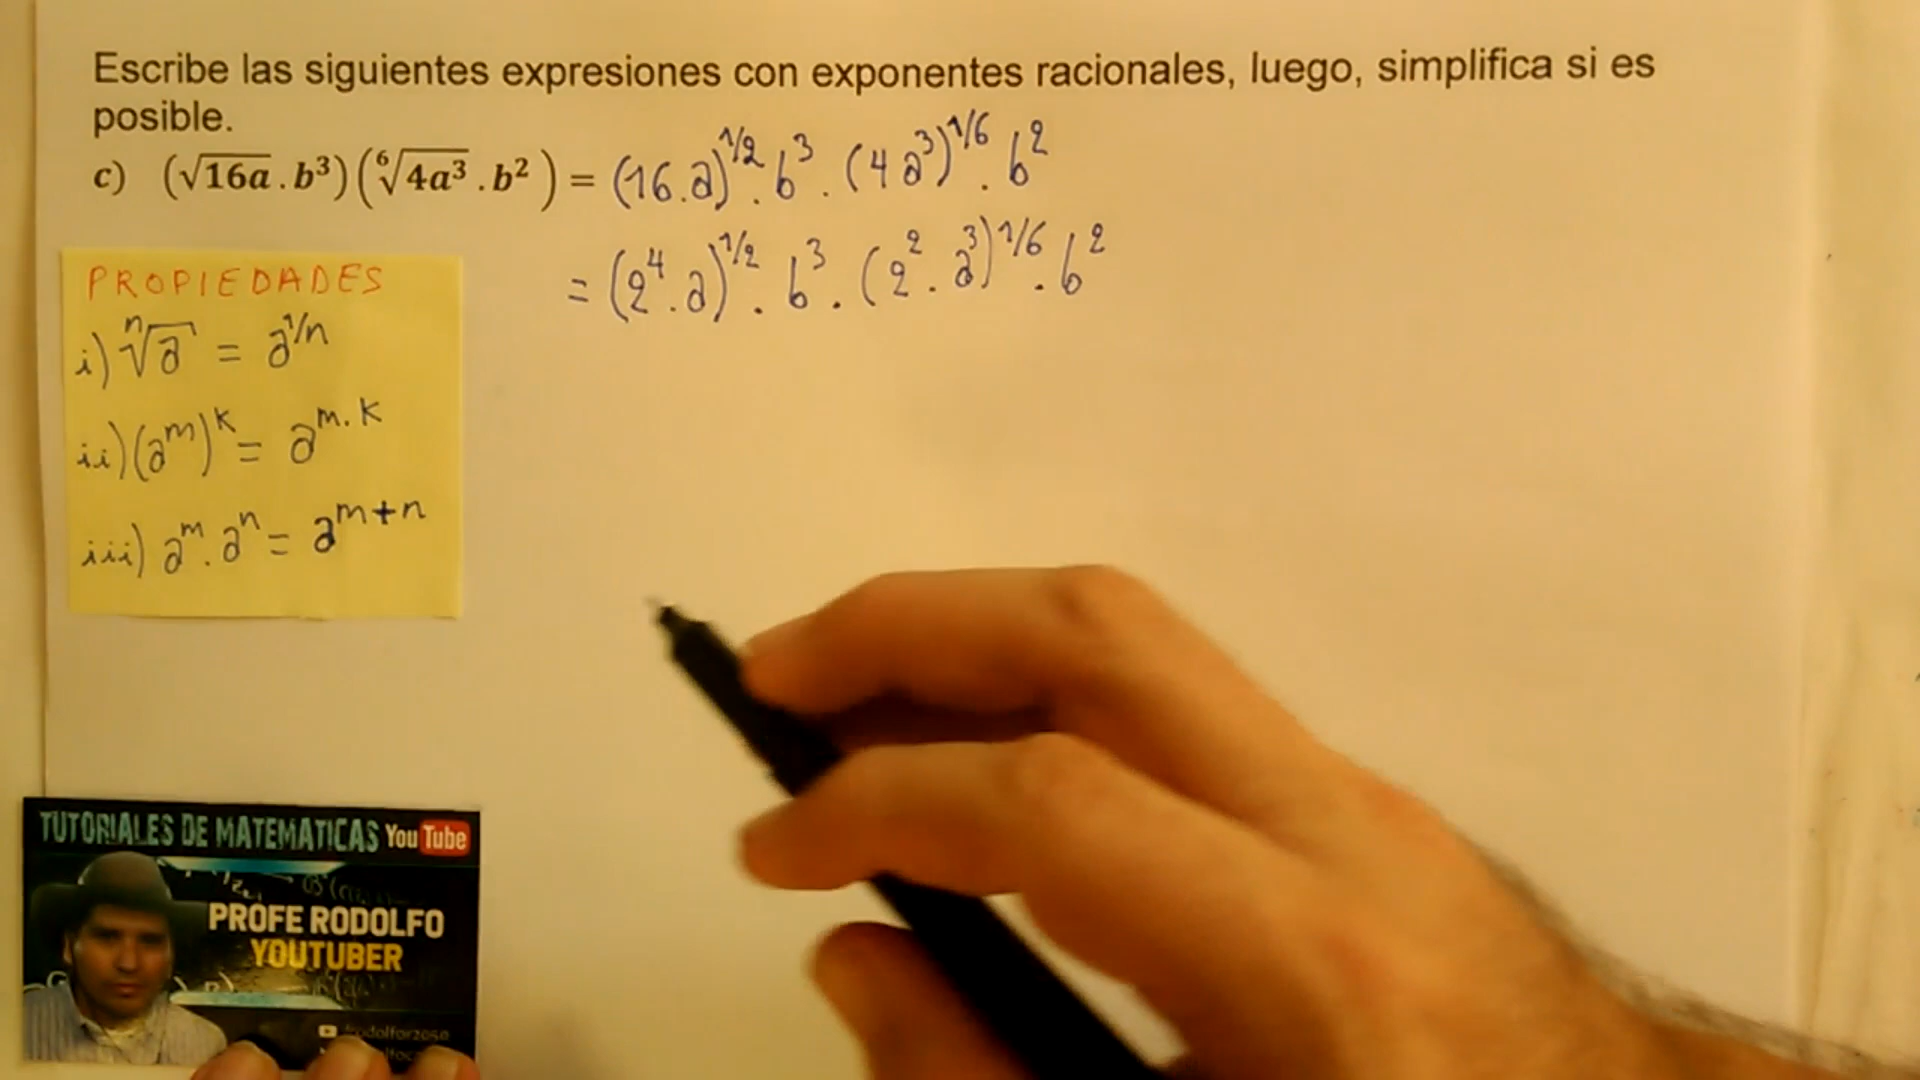 Escribe las siguientes expresiones con exponentes racionales, luego, simplifica si es
posible.
c) (√16a . b³)(⁶√4a³ . b²) = (16.a)^1/2 . b³ . (4a³)^1/6 . b²
= (2⁴.a)^1/2 . b³ . (2² . a³)^1/6 . b²
PROPIEDADES
i) ⁿ√a = a^1/n
ii) (a^m)^k = a^m.k
iii) a^m . a^n = a^m+n
TUTORIALES DE MATEMATICAS YouTube
PROFE RODOLFO
YOUTUBER